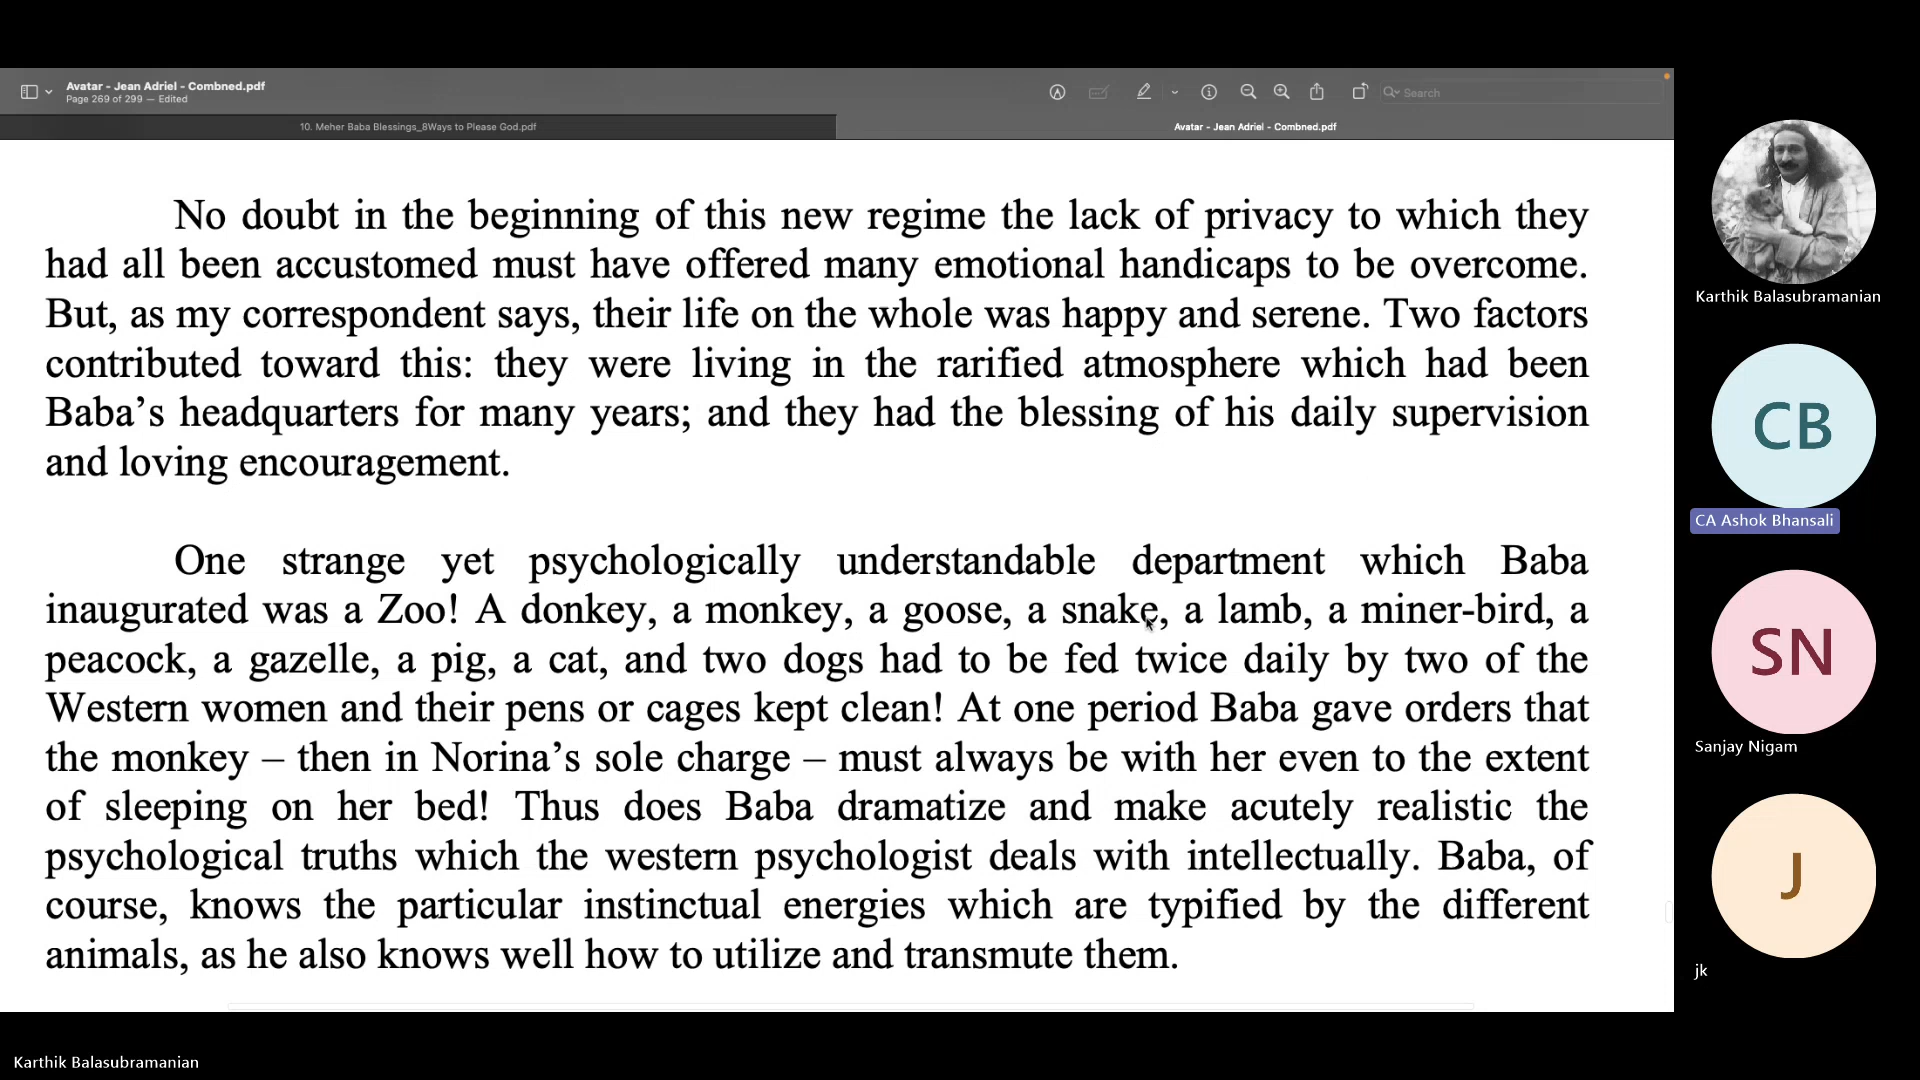 Avatar - Jean Adriel - Combned.pdf
Page 269 of 299 — Edited
Search
10. Meher Baba Blessings_8Ways to Please God.pdf
Avatar - Jean Adriel - Combned.pdf
No doubt in the beginning of this new regime the lack of privacy to which they
had all been accustomed must have offered many emotional handicaps to be overcome.
But, as my correspondent says, their life on the whole was happy and serene. Two factors
contributed toward this: they were living in the rarified atmosphere which had been
Baba’s headquarters for many years; and they had the blessing of his daily supervision
and loving encouragement.
One strange yet psychologically understandable department which Baba
inaugurated was a Zoo! A donkey, a monkey, a goose, a snake, a lamb, a miner-bird, a
peacock, a gazelle, a pig, a cat, and two dogs had to be fed twice daily by two of the
Western women and their pens or cages kept clean! At one period Baba gave orders that
the monkey – then in Norina’s sole charge – must always be with her even to the extent
of sleeping on her bed! Thus does Baba dramatize and make acutely realistic the
psychological truths which the western psychologist deals with intellectually. Baba, of
course, knows the particular instinctual energies which are typified by the different
animals, as he also knows well how to utilize and transmute them.
Karthik Balasubramanian
CB
CA Ashok Bhansali
SN
Sanjay Nigam
J
jk
Karthik Balasubramanian